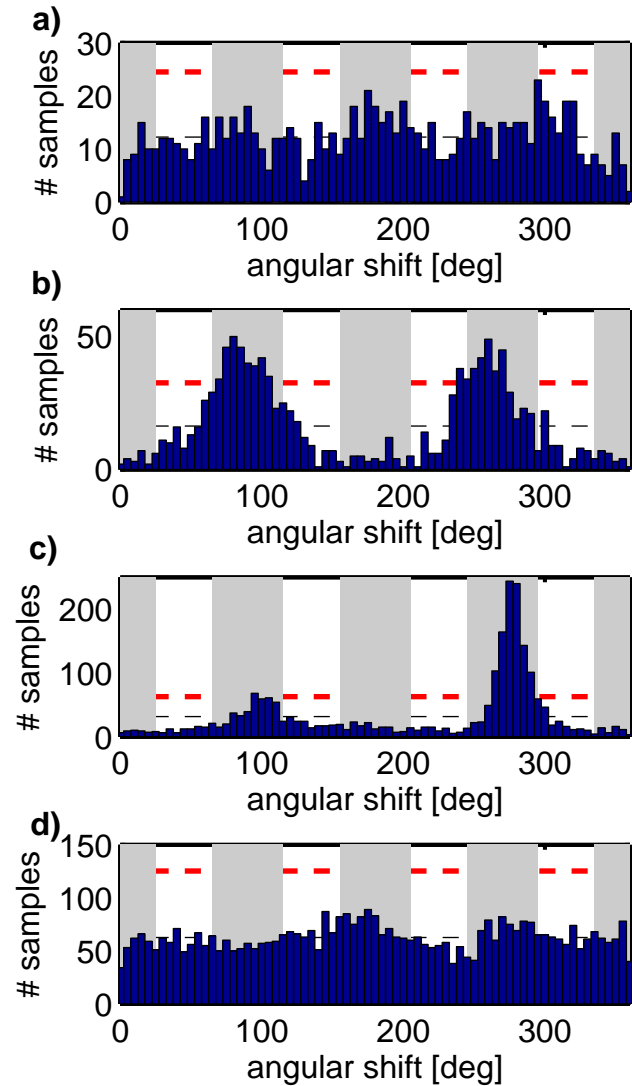 a)
30
20
10
0
# samples
0 100 200 300
angular shift [deg]
b)
50
0
# samples
0 100 200 300
angular shift [deg]
c)
200
100
0
# samples
0 100 200 300
angular shift [deg]
d)
150
100
50
0
# samples
0 100 200 300
angular shift [deg]